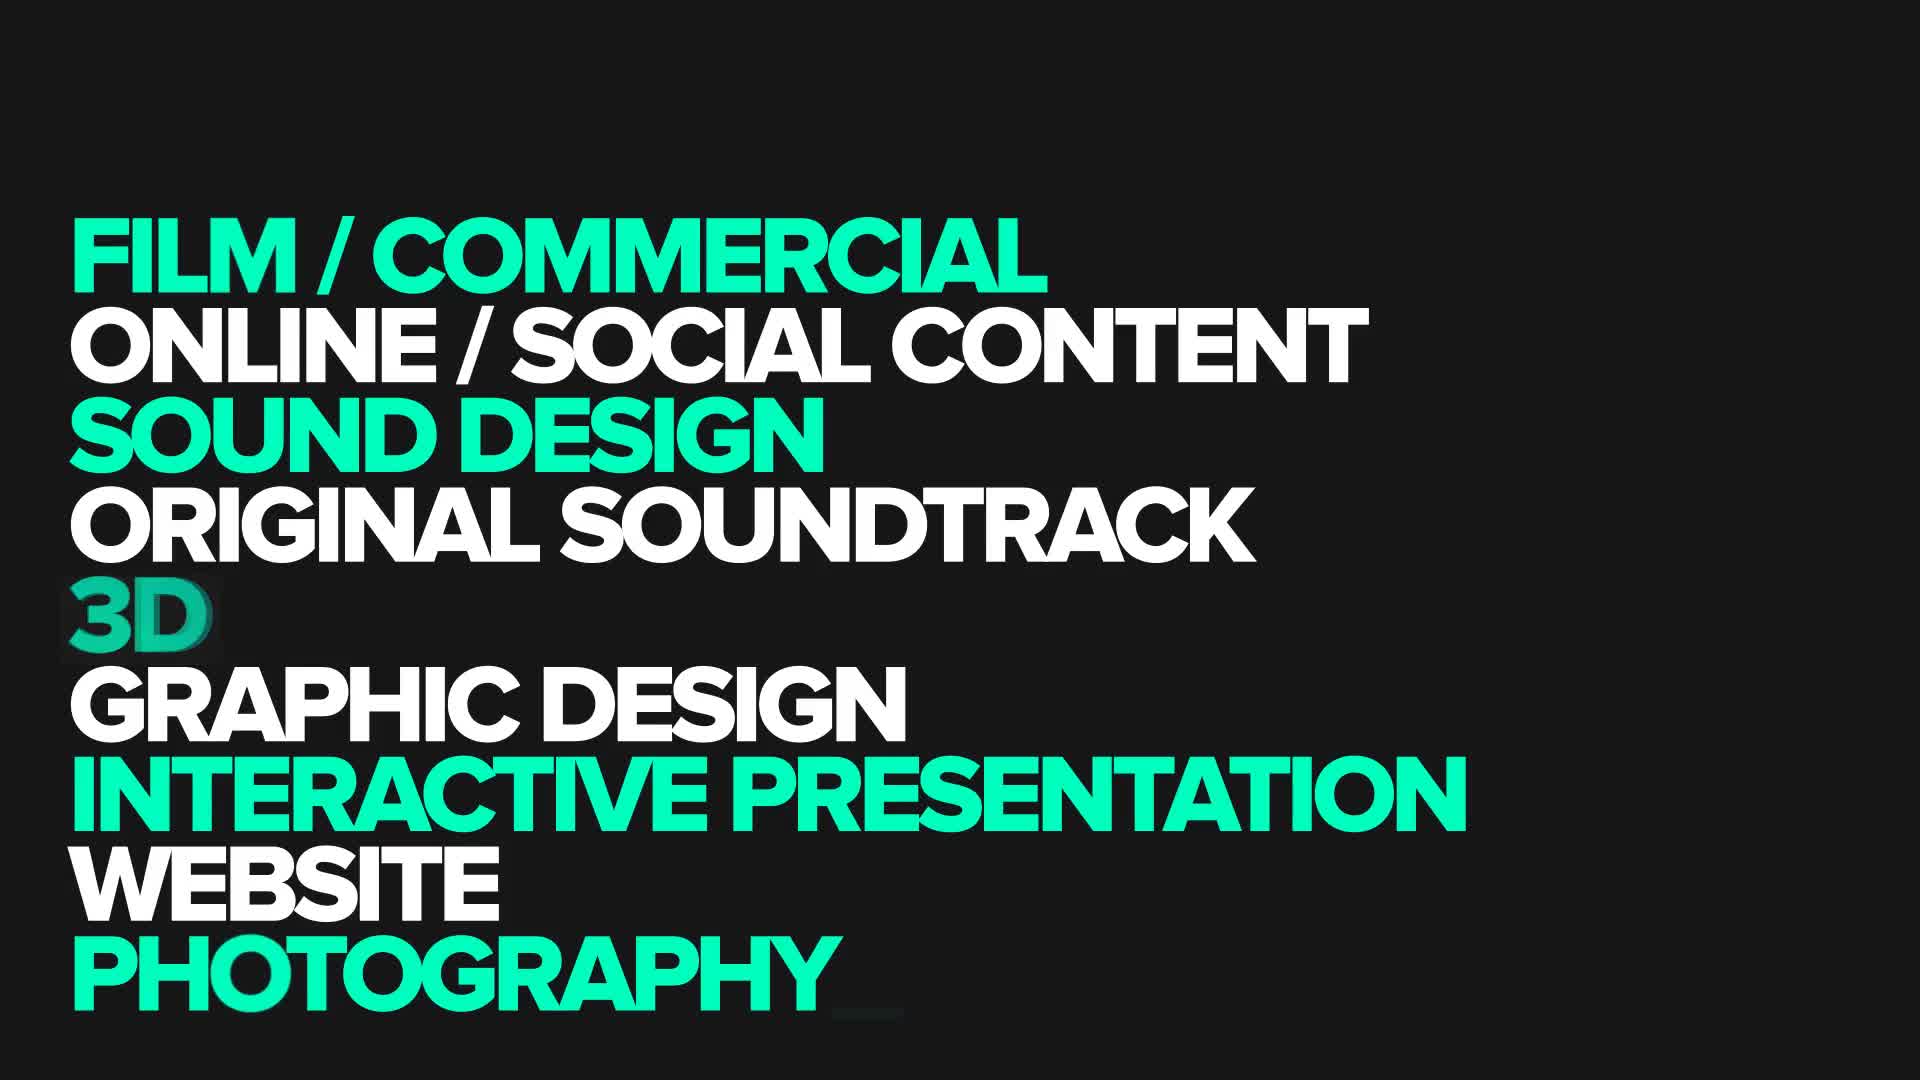 FILM / COMMERCIAL
ONLINE / SOCIAL CONTENT
SOUND DESIGN
ORIGINAL SOUNDTRACK
3D
GRAPHIC DESIGN
INTERACTIVE PRESENTATION
WEBSITE
PHOTOGRAPHY